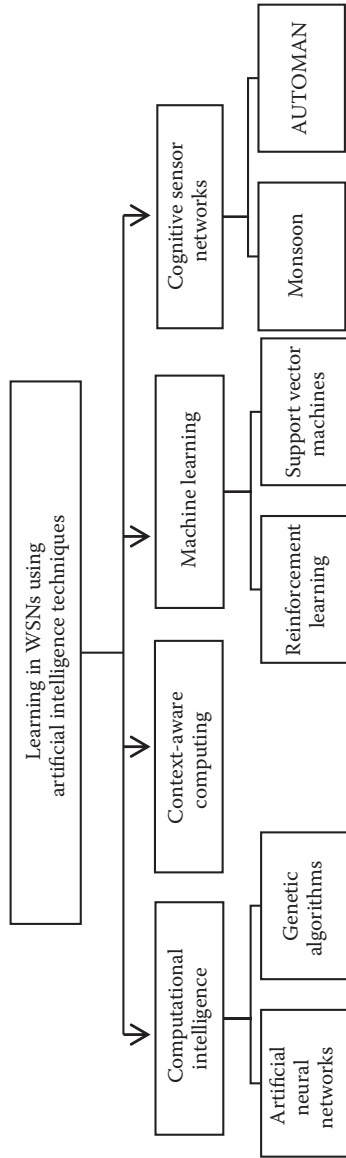 Learning in WSNs using
artificial intelligence techniques
Computational
intelligence
Context-aware
computing
Machine learning
Cognitive sensor
networks
Artificial
neural
networks
Genetic
algorithms
Reinforcement
learning
Support vector
machines
Monsoon
AUTOMAN